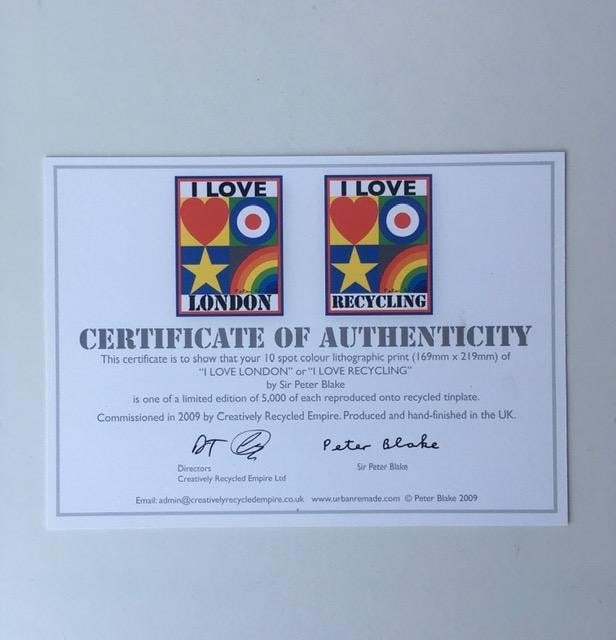 I LOVE
LONDON
I LOVE
RECYCLING
CERTIFICATE OF AUTHENTICITY
This certificate is to show that your 10 spot colour lithographic print (169mm x 219mm) of
“I LOVE LONDON” or “I LOVE RECYCLING”
by Sir Peter Blake
is one of a limited edition of 5,000 of each reproduced onto recycled tinplate.
Commissioned in 2009 by Creatively Recycled Empire. Produced and hand-finished in the UK.
Peter Blake
Directors
Creatively Recycled Empire Ltd
Sir Peter Blake
Email: admin@creativelyrecycledempire.co.uk www.urbanremade.com © Peter Blake 2009